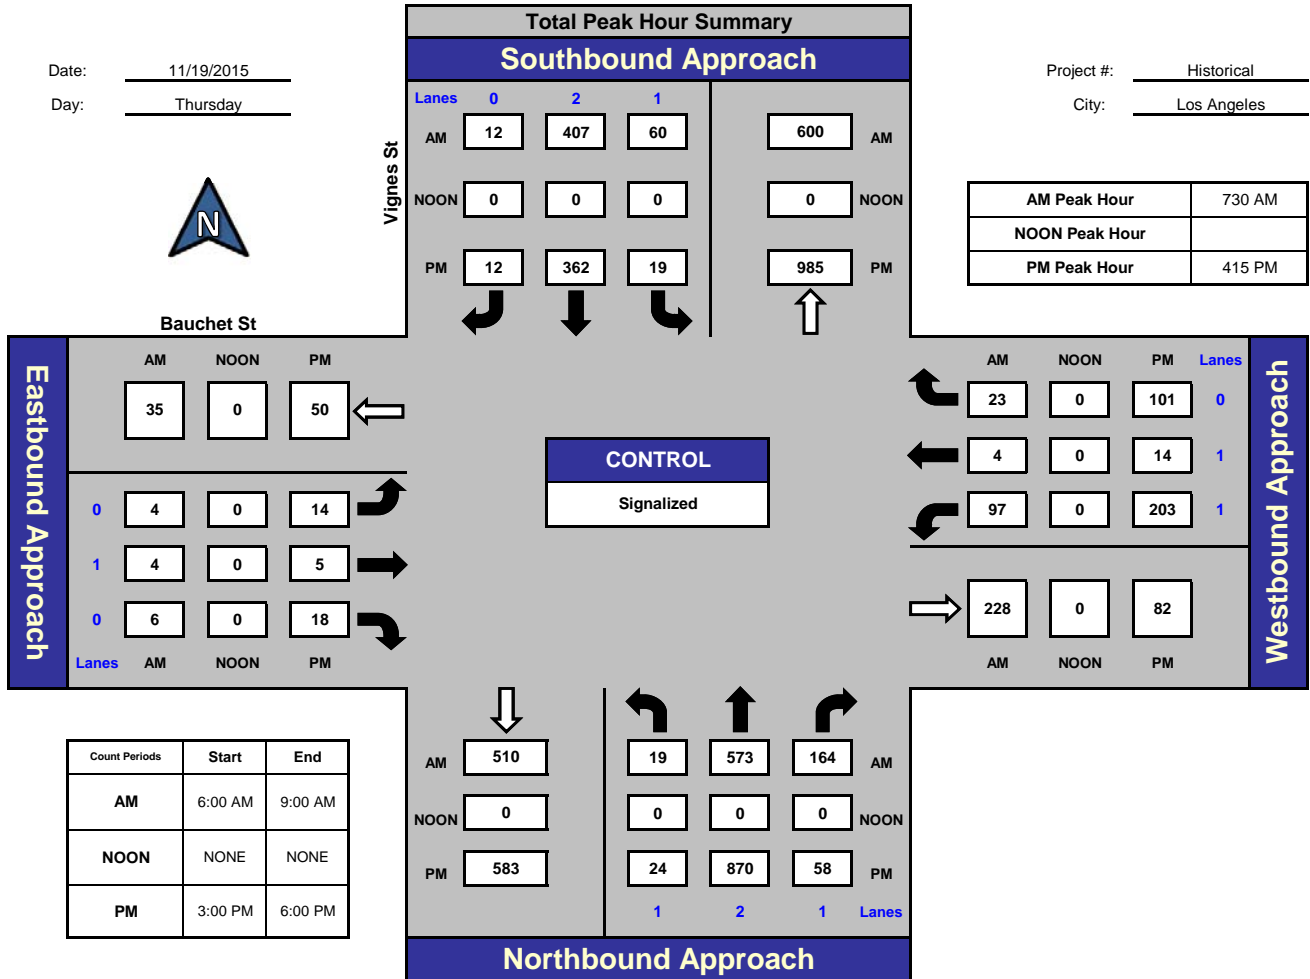 Total Peak Hour Summary
Southbound Approach
Date: 11/19/2015
Day: Thursday
Project #: Historical
City: Los Angeles
N
Vignes St
Lanes 0 2 1
AM 12 407 60 600 AM
NOON 0 0 0 0 NOON
PM 12 362 19 985 PM
AM Peak Hour 730 AM
NOON Peak Hour
PM Peak Hour 415 PM
Bauchet St
Eastbound Approach
AM NOON PM
35 0 50
0 4 0 14
1 4 0 5
0 6 0 18
Lanes AM NOON PM
CONTROL
Signalized
AM NOON PM Lanes
23 0 101 0
4 0 14 1
97 0 203 1
228 0 82
AM NOON PM
Westbound Approach
Count Periods Start End
AM 6:00 AM 9:00 AM
NOON NONE NONE
PM 3:00 PM 6:00 PM
AM 510 19 573 164 AM
NOON 0 0 0 0 NOON
PM 583 24 870 58 PM
1 2 1 Lanes
Northbound Approach